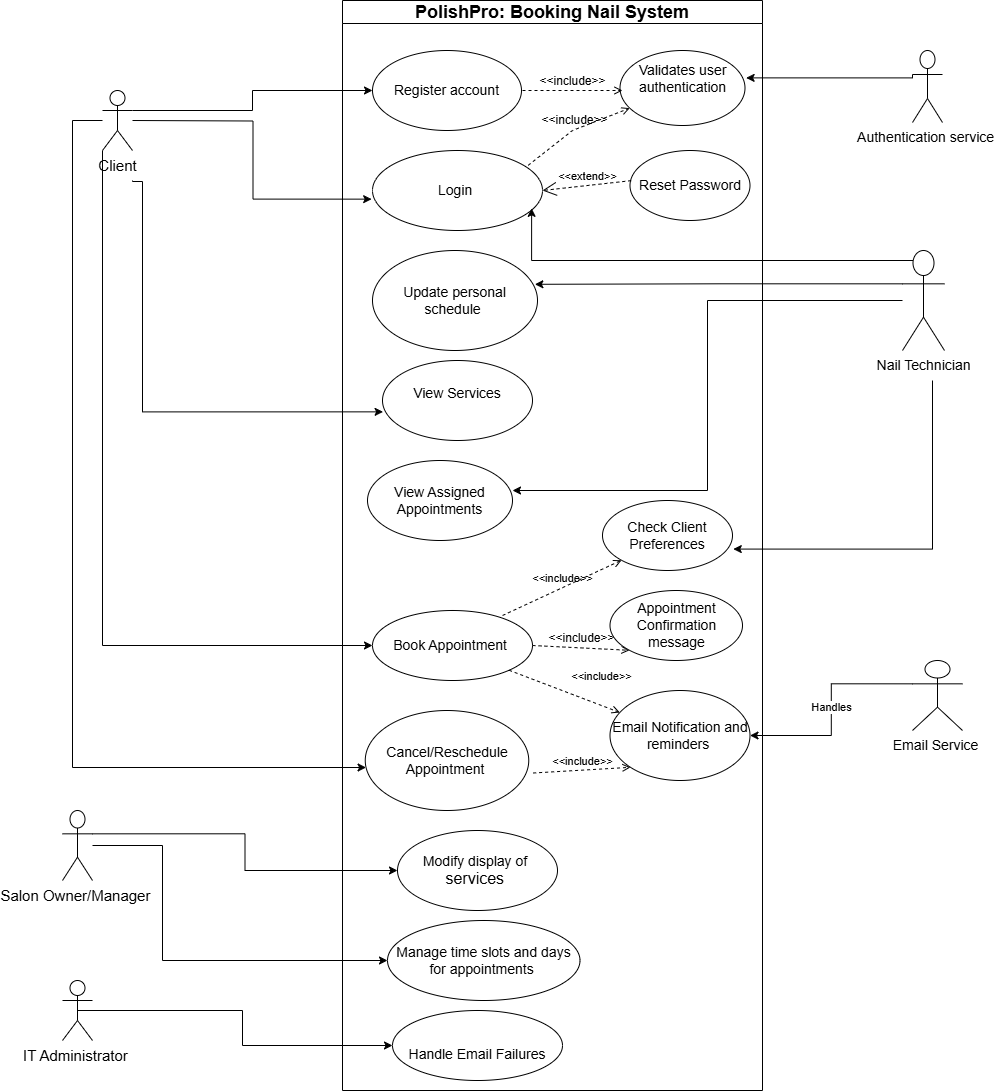 PolishPro: Booking Nail System
Register account
<<include>>
Validates user
authentication
Authentication service
Client
<<include>>
Login
<<extend>>
Reset Password
Update personal
schedule
Nail Technician
View Services
View Assigned
Appointments
Check Client
Preferences
<<include>>
Appointment
Confirmation
message
Book Appointment
<<include>>
<<include>>
Handles
Email Notification and
reminders
Email Service
Cancel/Reschedule
Appointment
<<include>>
Salon Owner/Manager
Modify display of
services
Manage time slots and days
for appointments
IT Administrator
Handle Email Failures